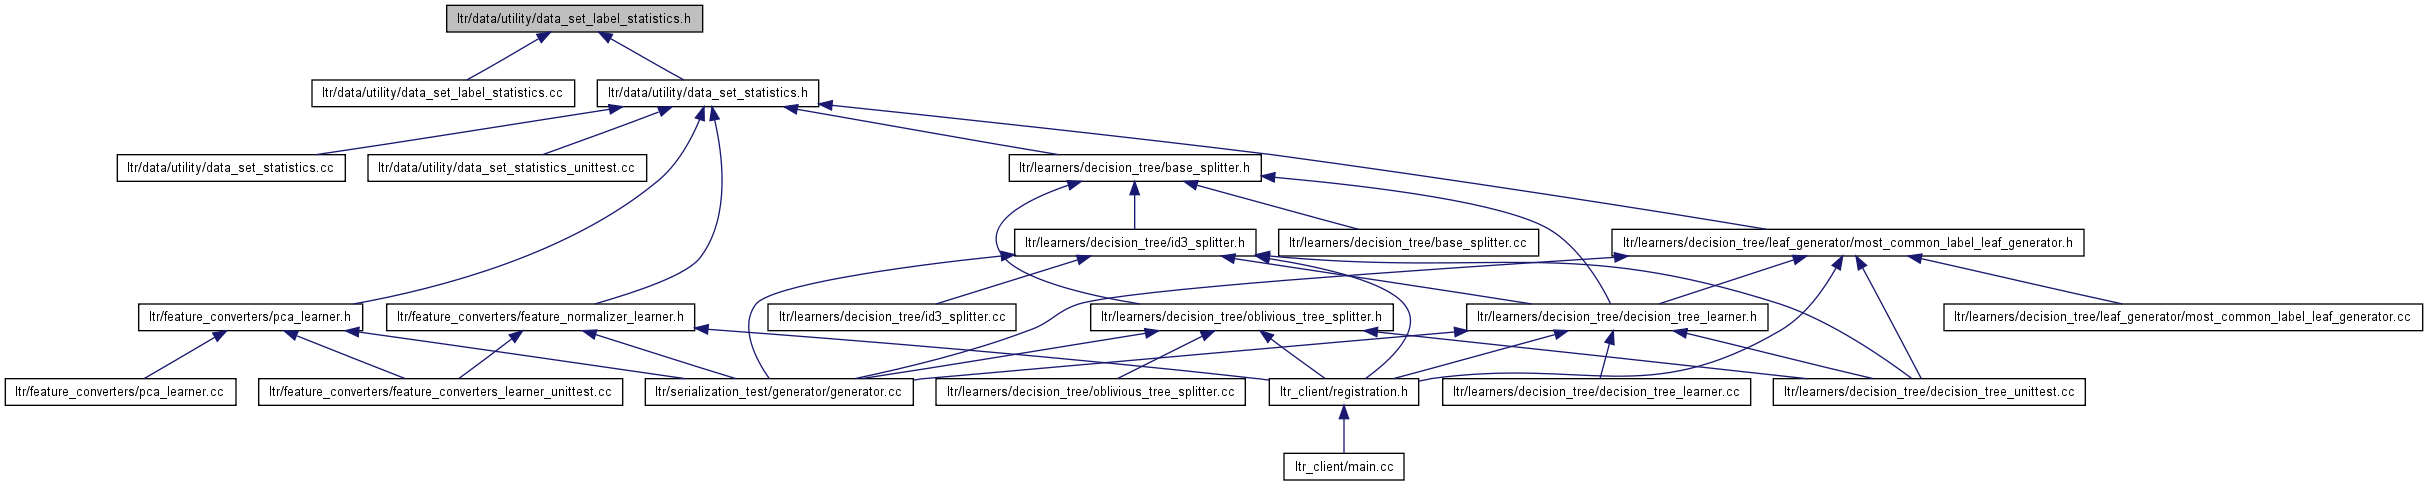 ltr/data/utility/data_set_label_statistics.h
ltr/data/utility/data_set_label_statistics.cc
ltr/data/utility/data_set_statistics.h
ltr/data/utility/data_set_statistics.cc
ltr/data/utility/data_set_statistics_unittest.cc
ltr/learners/decision_tree/base_splitter.h
ltr/learners/decision_tree/id3_splitter.h
ltr/learners/decision_tree/base_splitter.cc
ltr/learners/decision_tree/leaf_generator/most_common_label_leaf_generator.h
ltr/feature_converters/pca_learner.h
ltr/feature_converters/feature_normalizer_learner.h
ltr/learners/decision_tree/id3_splitter.cc
ltr/learners/decision_tree/oblivious_tree_splitter.h
ltr/learners/decision_tree/decision_tree_learner.h
ltr/learners/decision_tree/leaf_generator/most_common_label_leaf_generator.cc
ltr/feature_converters/pca_learner.cc
ltr/feature_converters/feature_converters_learner_unittest.cc
ltr/serialization_test/generator/generator.cc
ltr/learners/decision_tree/oblivious_tree_splitter.cc
ltr_client/registration.h
ltr/learners/decision_tree/decision_tree_learner.cc
ltr/learners/decision_tree/decision_tree_unittest.cc
ltr_client/main.cc